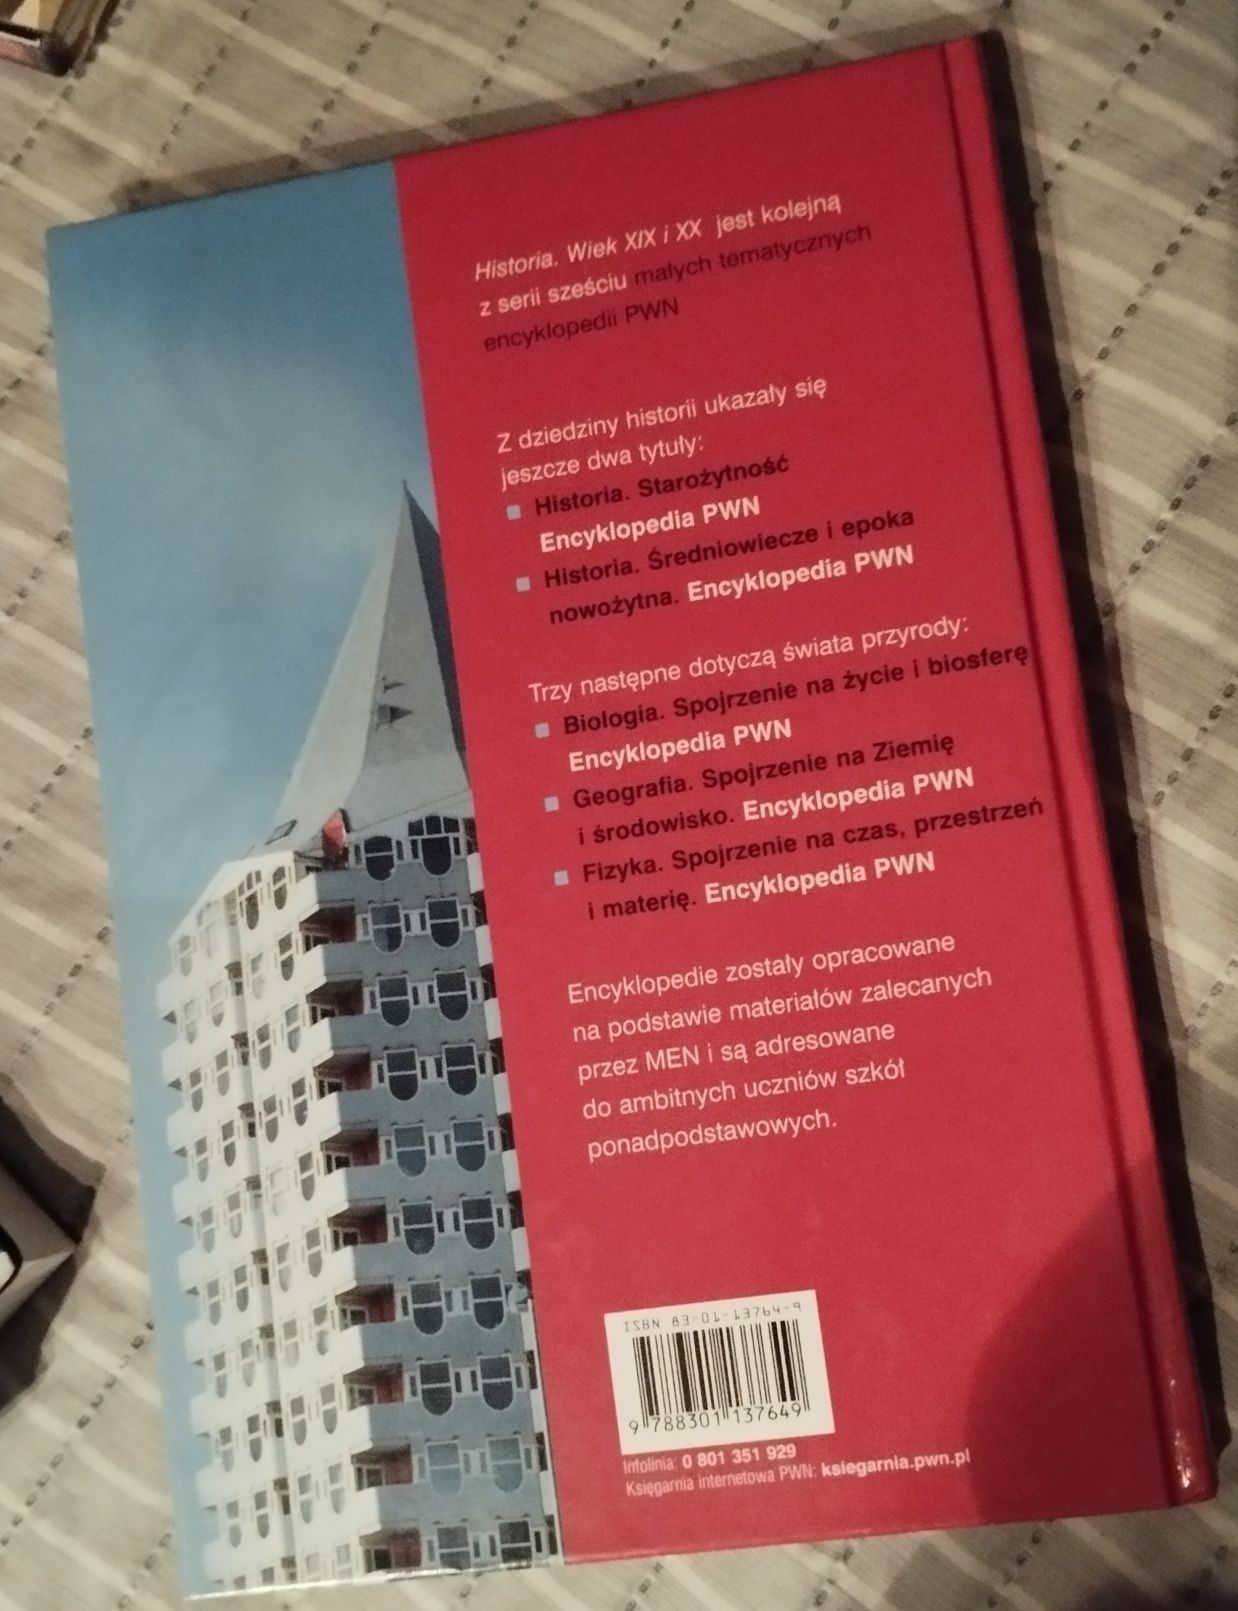 Historia. Wiek XIX i XX jest kolejną
z serii sześciu małych tematycznych
encyklopedii PWN
Z dziedziny historii ukazały się
jeszcze dwa tytuły:
Historia. Starożytność
Encyklopedia PWN
Historia. Średniowiecze i epoka
nowożytna. Encyklopedia PWN
Trzy następne dotyczą świata przyrody:
Biologia. Spojrzenie na życie i biosferę
Encyklopedia PWN
Geografia. Spojrzenie na Ziemię
i środowisko. Encyklopedia PWN
Fizyka. Spojrzenie na czas, przestrzeń
i materię. Encyklopedia PWN
Encyklopedie zostały opracowane
na podstawie materiałów zalecanych
przez MEN i są adresowane
do ambitnych uczniów szkół
ponadpodstawowych.
ISBN 83-01-13764-9
9 788301 137649
Infolinia: 0 801 351 929
Księgarnia internetowa PWN: ksiegarnia.pwn.pl